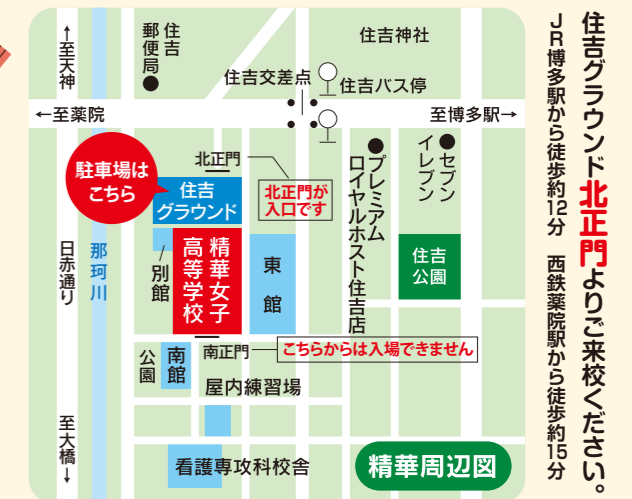 住吉グラウンド北正門よりご来校ください。
JR博多駅から徒歩約12分 西鉄薬院駅から徒歩約15分
↑至天神
住吉
郵便局
住吉神社
住吉交差点
住吉バス停
←至薬院
至博多駅→
駐車場は
こちら
北正門
北正門が
入口です
住吉
グラウンド
プレミアム
ロイヤルホスト住吉店
セブン
イレブン
日赤通り
那珂川
別館
精華女子
高等学校
東館
住吉
公園
公園
南館
南正門
こちらからは入場できません
屋内練習場
至大橋↓
看護専攻科校舎
精華周辺図